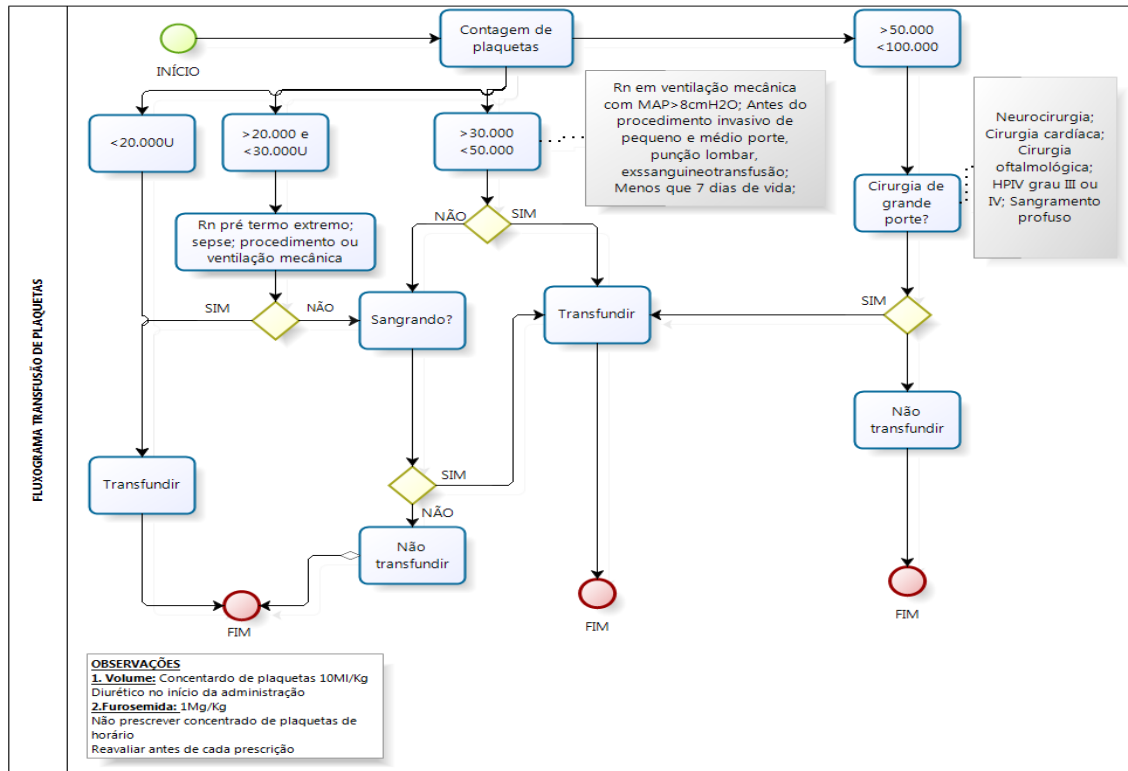 FLUXOGRAMA TRANSFUSÃO DE PLAQUETAS
INÍCIO
Contagem de
plaquetas
>50.000
<100.000
<20.000U
>20.000 e
<30.000U
>30.000
<50.000
Rn em ventilação mecânica
com MAP>8cmH2O; Antes do
procedimento invasivo de
pequeno e médio porte,
punção lombar,
exssanguineotransfusão;
Menos que 7 dias de vida;
Neurocirurgia;
Cirurgia cardíaca;
Cirurgia
oftalmológica;
HPIV grau III ou
IV; Sangramento
profuso
Cirurgia de
grande
porte?
Rn pré termo extremo;
sepse; procedimento ou
ventilação mecânica
NÃO
SIM
SIM
NÃO
Sangrando?
Transfundir
SIM
Não
transfundir
Transfundir
SIM
NÃO
Não
transfundir
FIM
FIM
FIM
OBSERVAÇÕES
1. Volume: Concentardo de plaquetas 10Ml/Kg
Diurético no início da administração
2.Furosemida: 1Mg/Kg
Não prescrever concentrado de plaquetas de
horário
Reavaliar antes de cada prescrição